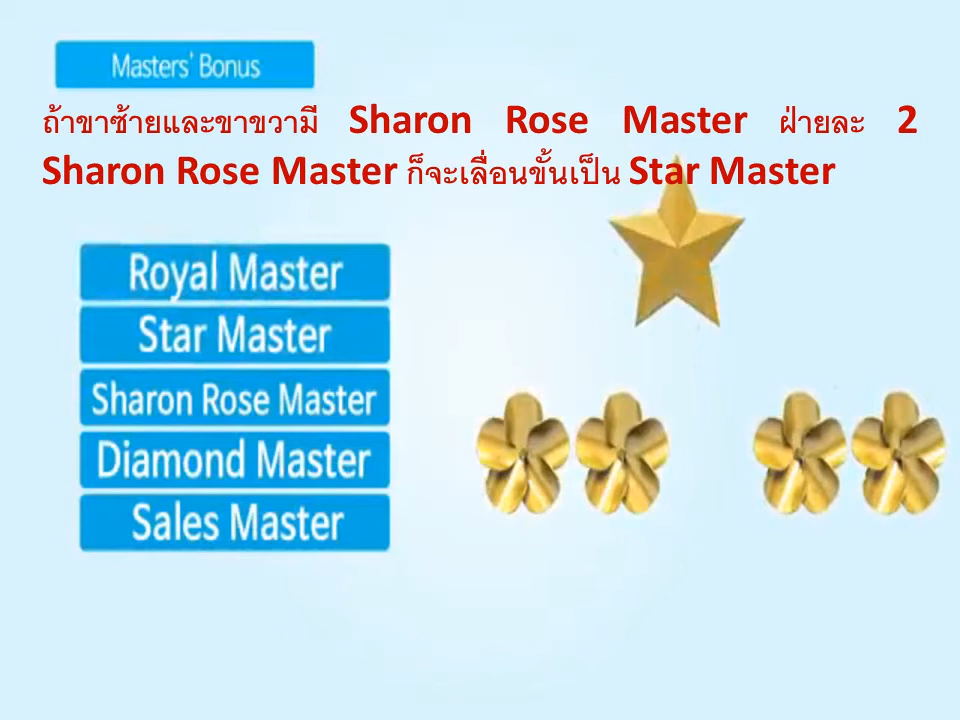 Masters' Bonus
ถ้าขาซ้ายและขาขวามี Sharon Rose Master ฝ่ายละ 2
Sharon Rose Master ก็จะเลื่อนขั้นเป็น Star Master
Royal Master
Star Master
Sharon Rose Master
Diamond Master
Sales Master